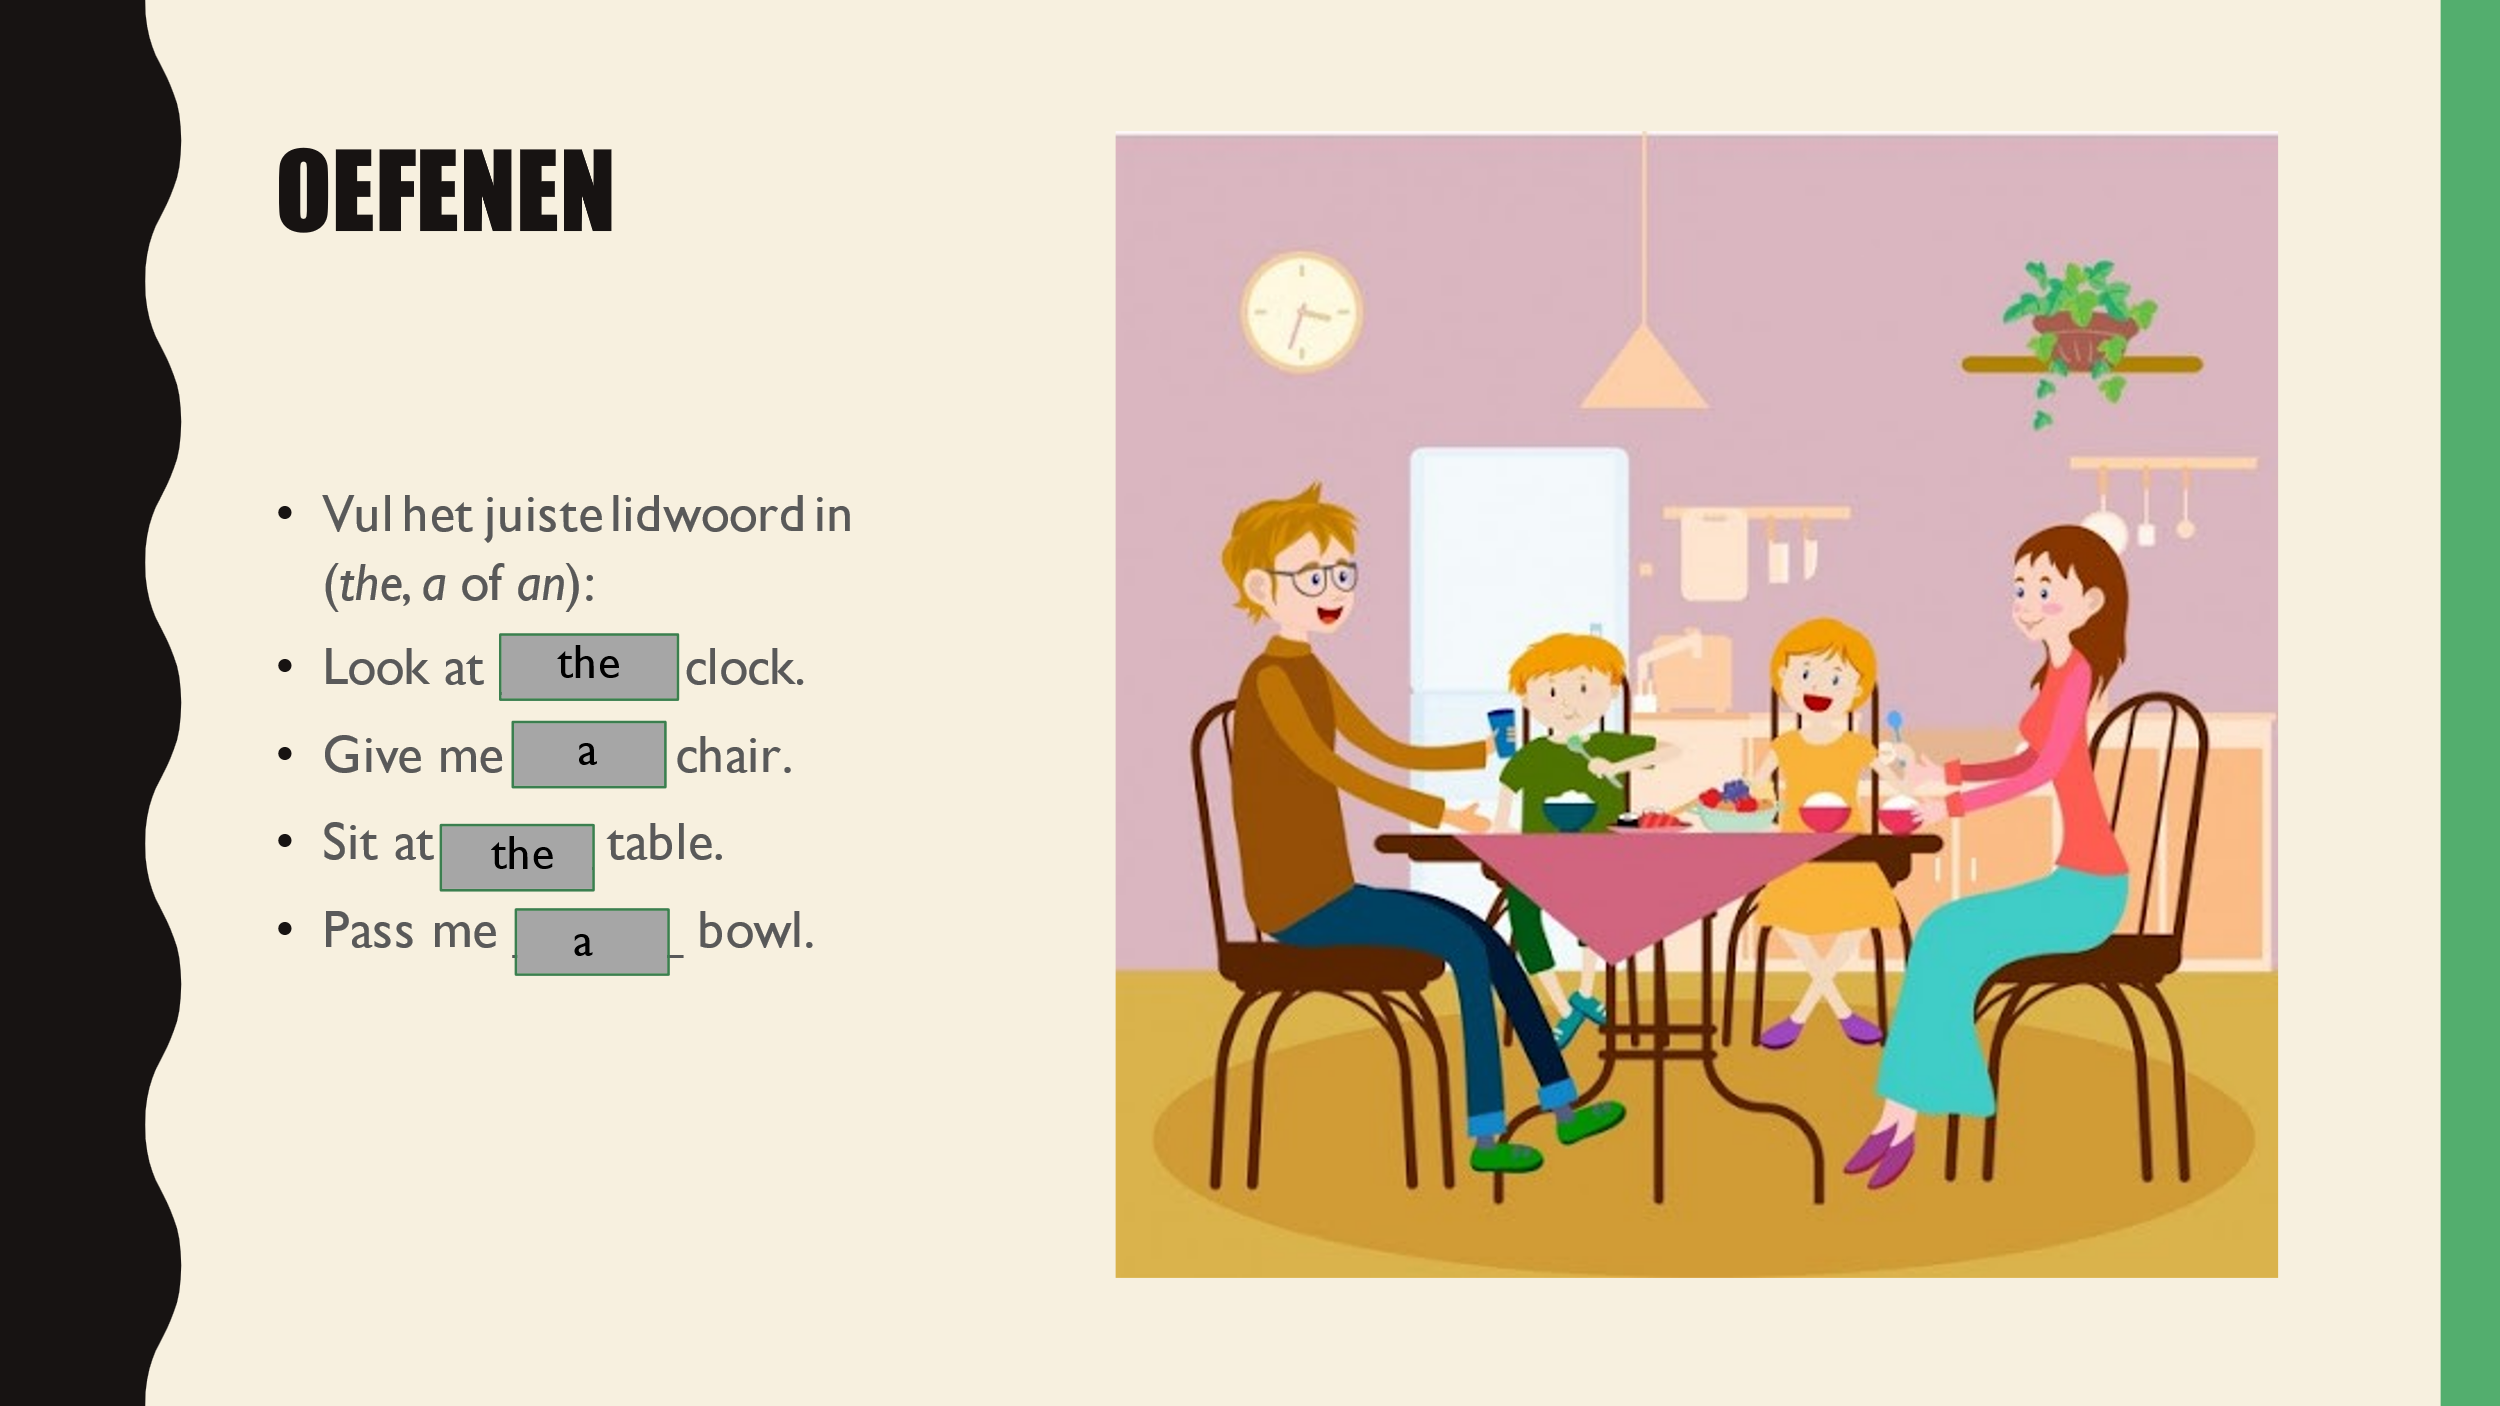 OEFENEN
• Vul het juiste lidwoord in
(the, a of an):
• Look at the clock.
• Give me a chair.
• Sit at the table.
• Pass me a _ bowl.